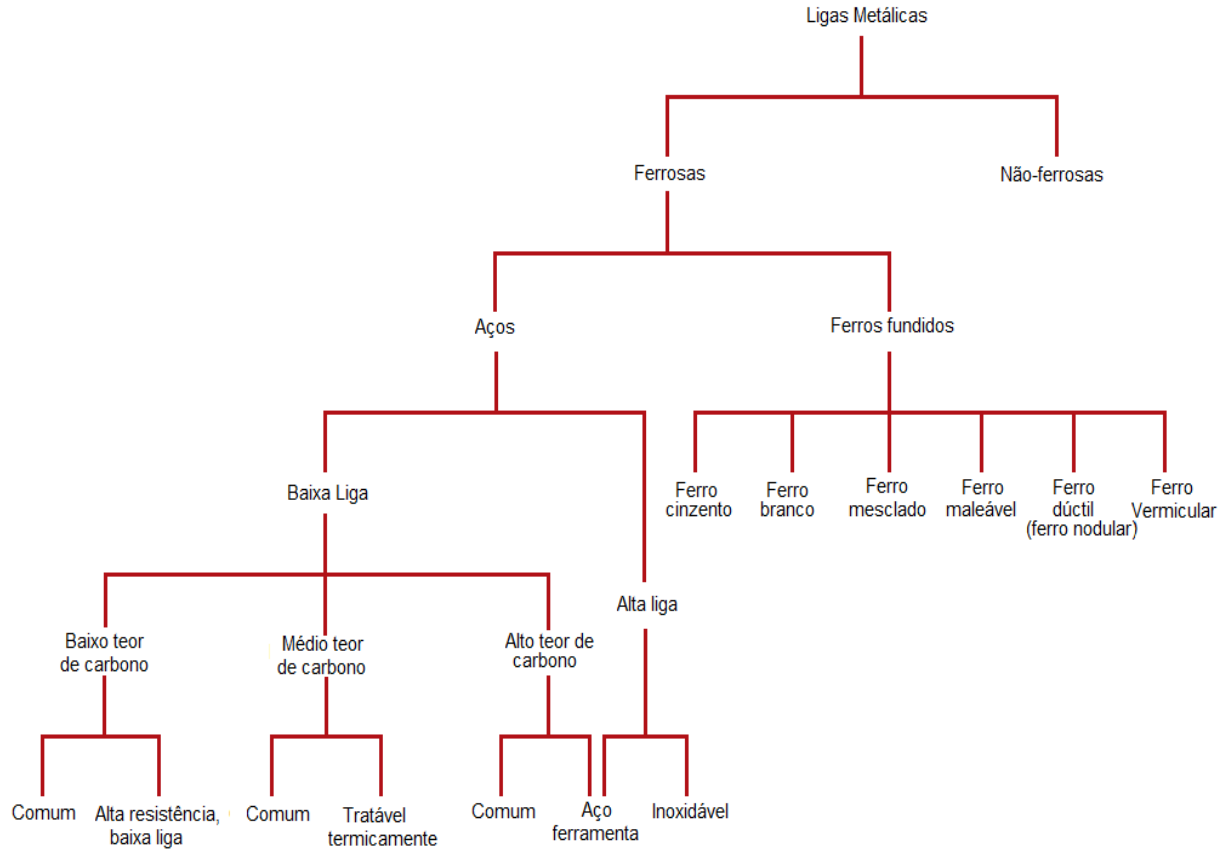 Ligas Metálicas
Ferrosas
Não-ferrosas
Aços
Ferros fundidos
Baixa Liga
Ferro
cinzento
Ferro
branco
Ferro
mesclado
Ferro
maleável
Ferro
dúctil
(ferro nodular)
Ferro
Vermicular
Alta liga
Baixo teor
de carbono
Médio teor
de carbono
Alto teor de
carbono
Comum
Alta resistência,
baixa liga
Comum
Tratável
termicamente
Comum
Aço
ferramenta
Inoxidável